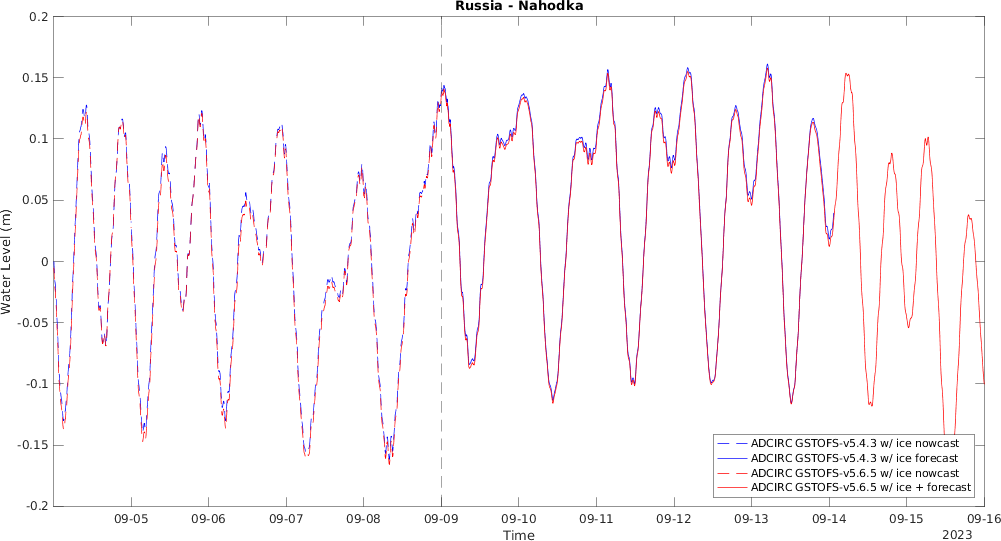 Russia - Nahodka
0.2
0.15
0.1
0.05
0
-0.05
-0.1
-0.15
-0.2
Water Level (m)
09-05 09-06 09-07 09-08 09-09 09-10 09-11 09-12 09-13 09-14 09-15 09-16
Time
2023
ADCIRC GSTOFS-v5.4.3 w/ ice nowcast
ADCIRC GSTOFS-v5.4.3 w/ ice forecast
ADCIRC GSTOFS-v5.6.5 w/ ice nowcast
ADCIRC GSTOFS-v5.6.5 w/ ice + forecast